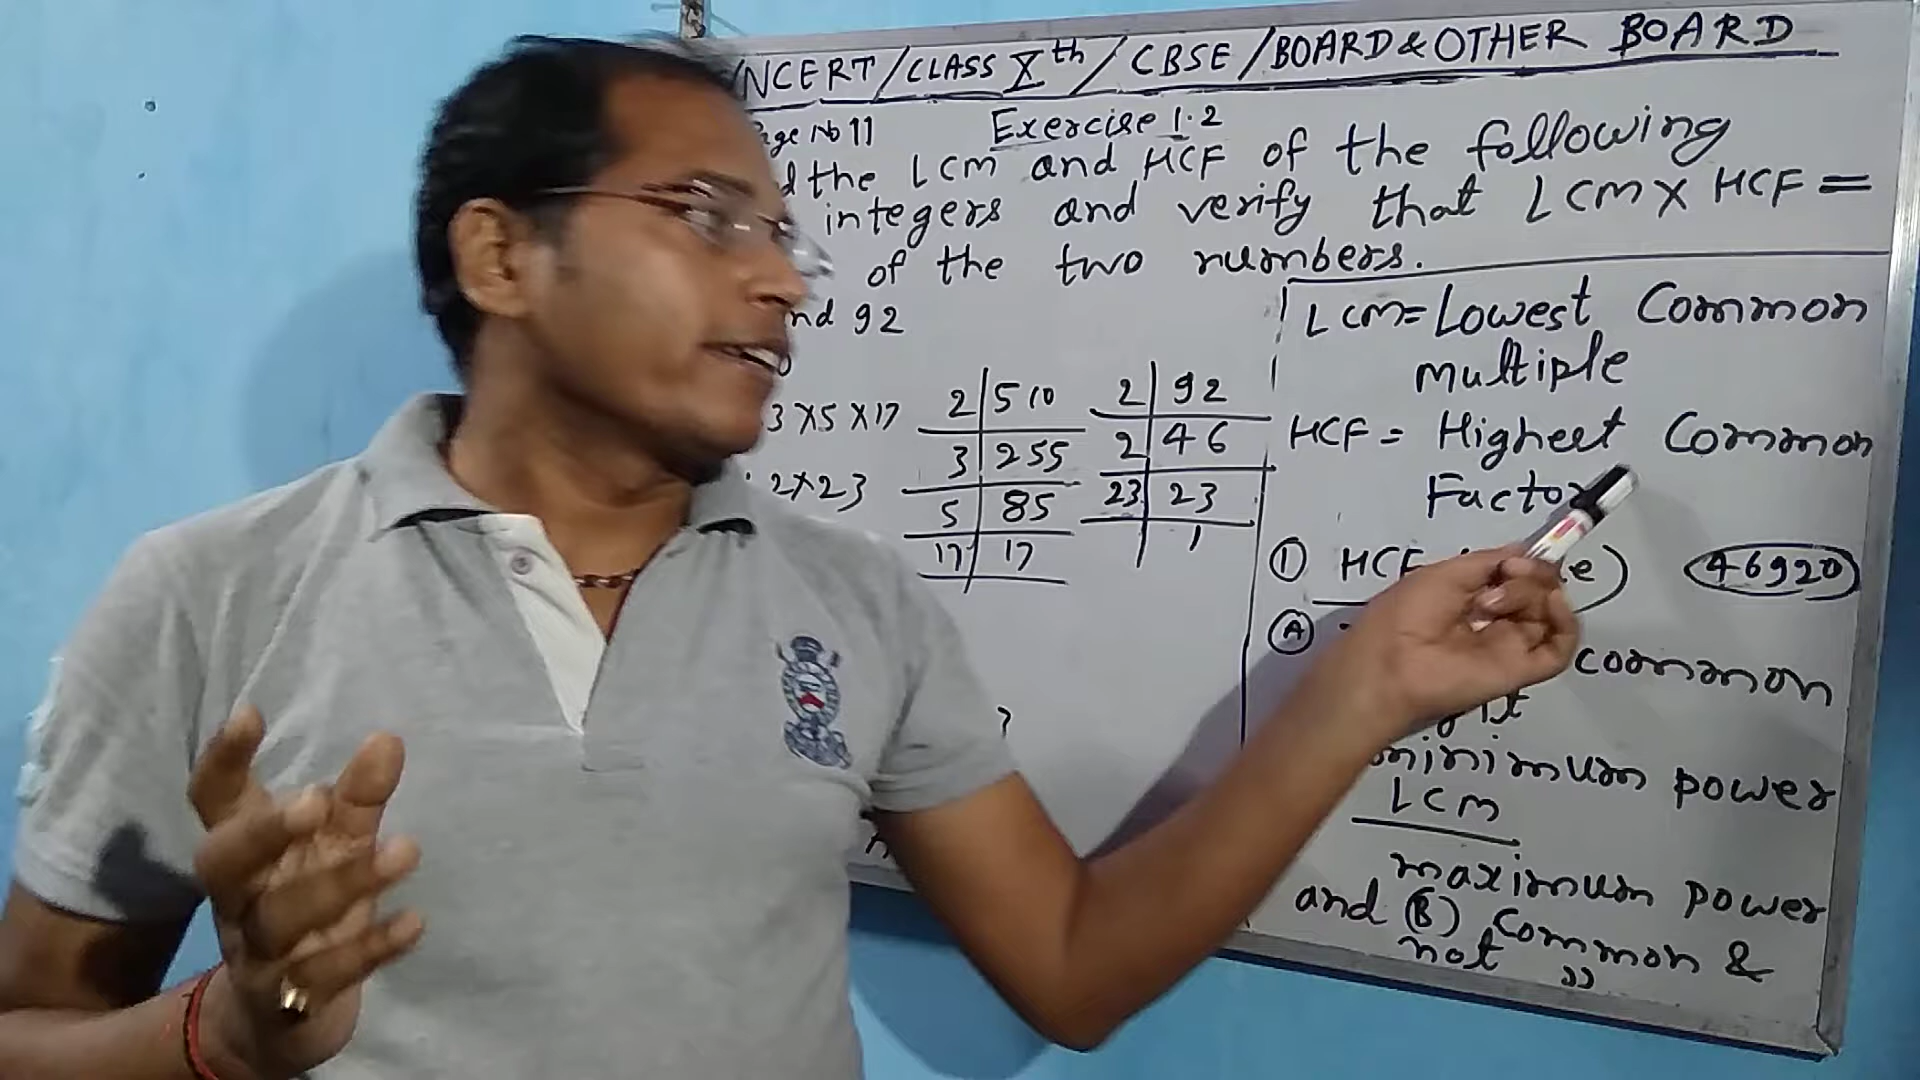 NCERT/CLASS Xth/CBSE/BOARD & OTHER BOARD
Page No 11 Exercise 1.2
the LCM and HCF of the following
integers and verify that LCM X HCF =
of the two numbers.
92
3 X 5 X 17
2 X 23
2 510
3 255
5 85
17 17
2 92
2 46
23 23
1
LCM = Lowest Common
multiple
HCF = Highest Common
Factor
① HCF 46920
Ⓐ
common
minimum power
LCM
maximum power
and (B) Common &
not "